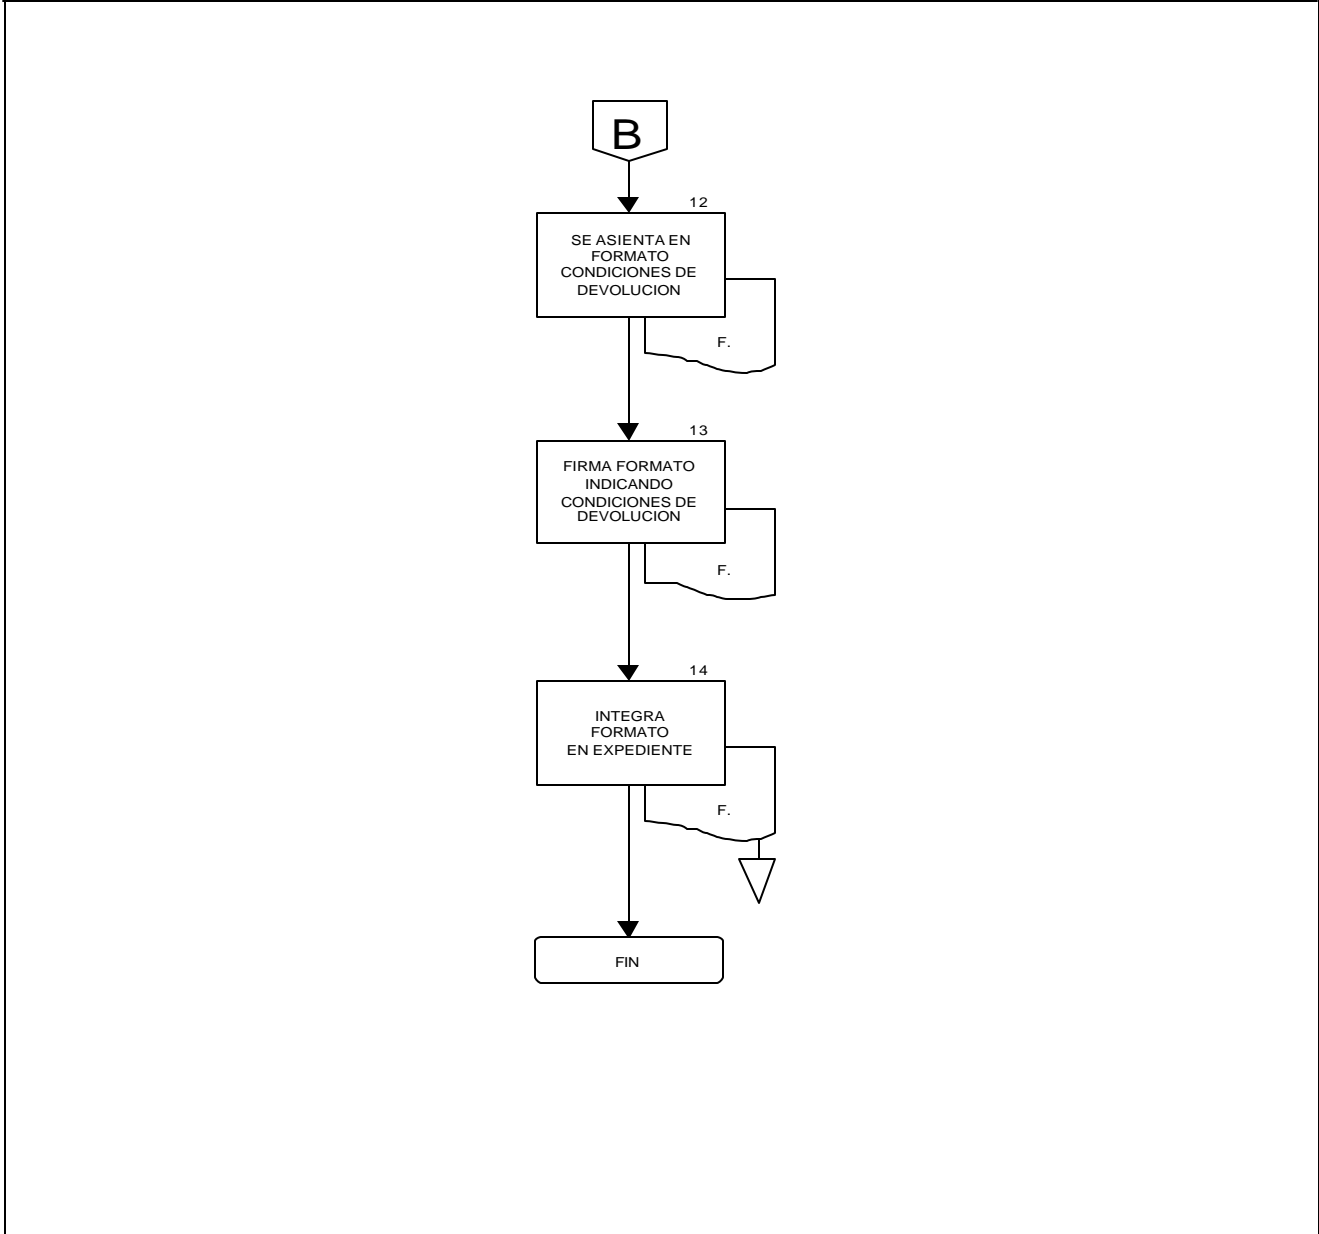 B
12
SE ASIENTA EN
FORMATO
CONDICIONES DE
DEVOLUCION
F.
13
FIRMA FORMATO
INDICANDO
CONDICIONES DE
DEVOLUCION
F.
14
INTEGRA
FORMATO
EN EXPEDIENTE
F.
FIN